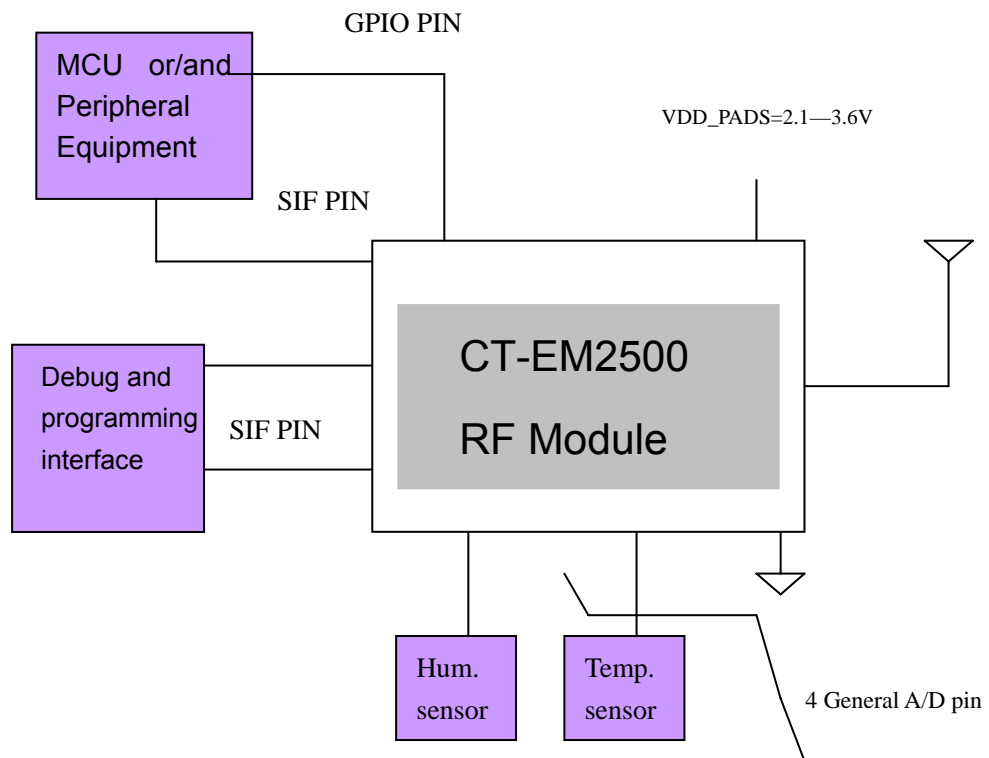 GPIO PIN
MCU or/and
Peripheral
Equipment
VDD_PADS=2.1—3.6V
SIF PIN
CT-EM2500
RF Module
Debug and
programming
interface
SIF PIN
Hum.
sensor
Temp.
sensor
4 General A/D pin